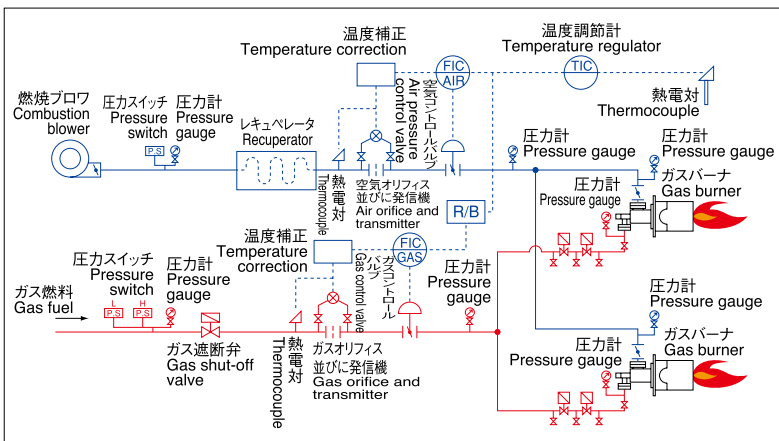 温度補正
Temperature correction
FIC
AIR
温度調節計
Temperature regulator
TIC
熱電対
Thermocouple
燃焼ブロワ
Combustion
blower
圧力スイッチ
Pressure
switch
P.S
圧力計
Pressure
gauge
レキュペレータ
Recuperator
熱電対
Thermocouple
空気コントロールバルブ
Air pressure
control valve
空気オリフィス
並びに発信機
Air orifice and
transmitter
圧力計
Pressure gauge
圧力計
Pressure gauge
圧力計
Pressure gauge
ガスバーナ
Gas burner
R/B
温度補正
Temperature
correction
FIC
GAS
ガスコントロール
バルブ
Gas control valve
圧力計
Pressure
gauge
ガス燃料
Gas fuel
圧力スイッチ
Pressure
switch
L
H
P.S
P.S
圧力計
Pressure
gauge
ガス遮断弁
Gas shut-off
valve
熱電対
Thermocouple
ガスオリフィス
並びに発信機
Gas orifice and
transmitter
圧力計
Pressure gauge
圧力計
Pressure gauge
ガスバーナ
Gas burner